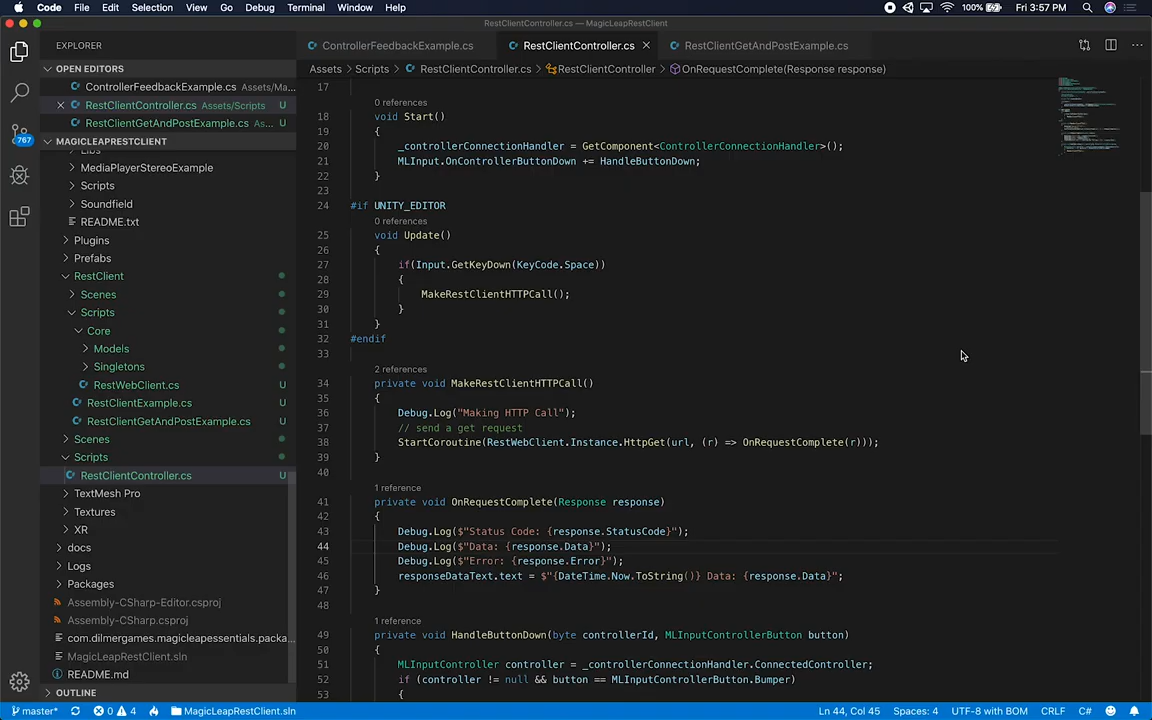 Code File Edit Selection View Go Debug Terminal Window Help 100% Fri 3:57 PM
RestClientController.cs — MagicLeapRestClient
EXPLORER
ControllerFeedbackExample.cs RestClientController.cs RestClientGetAndPostExample.cs
OPEN EDITORS
Assets > Scripts > RestClientController.cs > RestClientController > OnRequestComplete(Response response)
ControllerFeedbackExample.cs Assets/Ma...
RestClientController.cs Assets/Scripts U
RestClientGetAndPostExample.cs As... U
767
MAGICLEAPRESTCLIENT
Libs
MediaPlayerStereoExample
Scripts
Soundfield
README.txt
Plugins
Prefabs
RestClient
Scenes
Scripts
Core
Models
Singletons
RestWebClient.cs U
RestClientExample.cs U
RestClientGetAndPostExample.cs U
Scenes
Scripts
RestClientController.cs U
TextMesh Pro
Textures
XR
docs
Logs
Packages
Assembly-CSharp-Editor.csproj
Assembly-CSharp.csproj
com.dilmergames.magicleapessentials.packa...
MagicLeapRestClient.sln
README.md
OUTLINE
17
0 references
18 void Start()
19 {
20 _controllerConnectionHandler = GetComponent<ControllerConnectionHandler>();
21 MLInput.OnControllerButtonDown += HandleButtonDown;
22 }
23
24 #if UNITY_EDITOR
0 references
25 void Update()
26 {
27 if(Input.GetKeyDown(KeyCode.Space))
28 {
29 MakeRestClientHTTPCall();
30 }
31 }
32 #endif
33
2 references
34 private void MakeRestClientHTTPCall()
35 {
36 Debug.Log("Making HTTP Call");
37 // send a get request
38 StartCoroutine(RestWebClient.Instance.HttpGet(url, (r) => OnRequestComplete(r)));
39 }
40
1 reference
41 private void OnRequestComplete(Response response)
42 {
43 Debug.Log($"Status Code: {response.StatusCode}");
44 Debug.Log($"Data: {response.Data}");
45 Debug.Log($"Error: {response.Error}");
46 responseDataText.text = $"{DateTime.Now.ToString()} Data: {response.Data}";
47 }
48
1 reference
49 private void HandleButtonDown(byte controllerId, MLInputControllerButton button)
50 {
51 MLInputController controller = _controllerConnectionHandler.ConnectedController;
52 if (controller != null && button == MLInputControllerButton.Bumper)
53 {
master* 0 4 MagicLeapRestClient.sln Ln 44, Col 45 Spaces: 4 UTF-8 with BOM CRLF C#